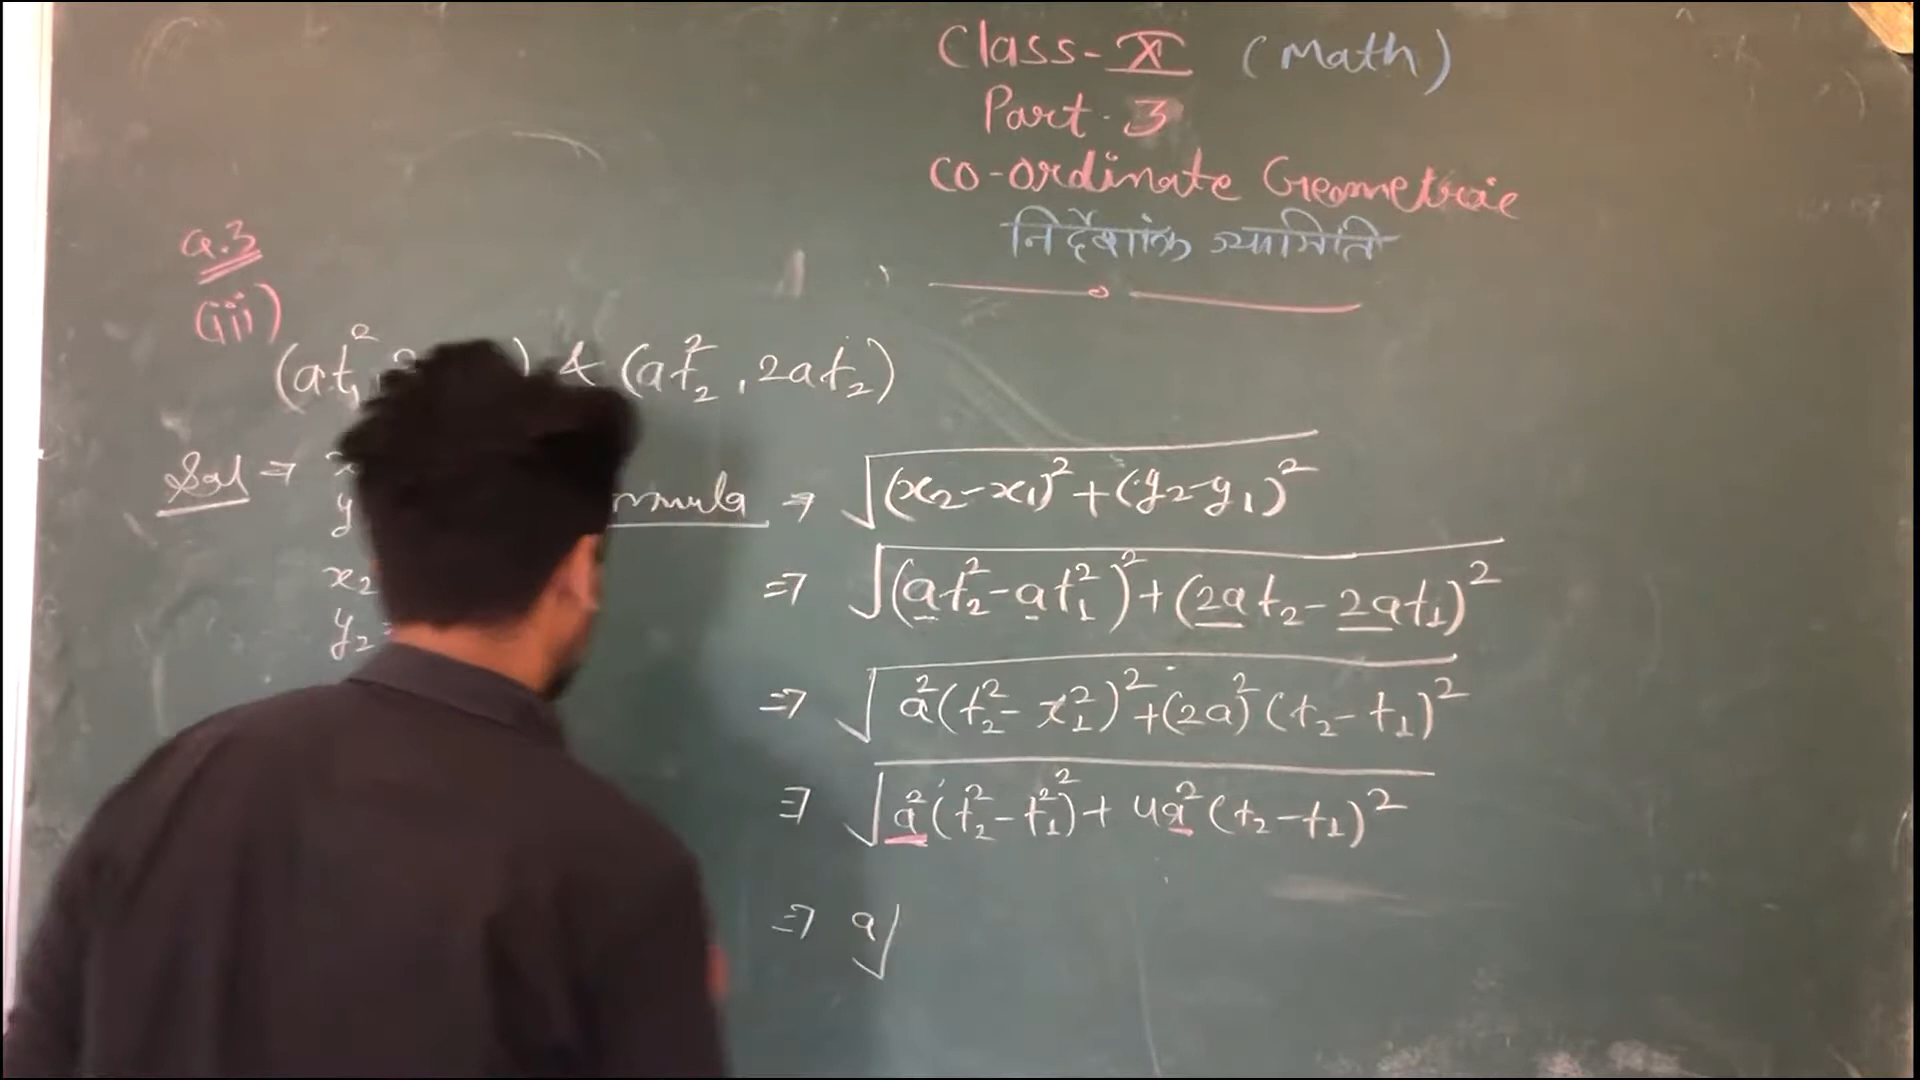 Class-X (Math)
Part-3
CO-ordinate Geometric
निर्देशांक ज्यामिति
Q.3
(iii)
(at₁², ) & (at₂², 2at₂)
Sol ⇒
⇒ √(x₂-x₁)²+(y₂-y₁)²
y
x₂
⇒ √(at₂²-at₁²)²+(2at₂-2at₁)²
y₂ =
⇒ √a²(t₂²-x₁²)²+(2a)²(t₂-t₁)²
⇒ √a²(t₂²-t₁²)²+4a²(t₂-t₁)²
⇒ a√